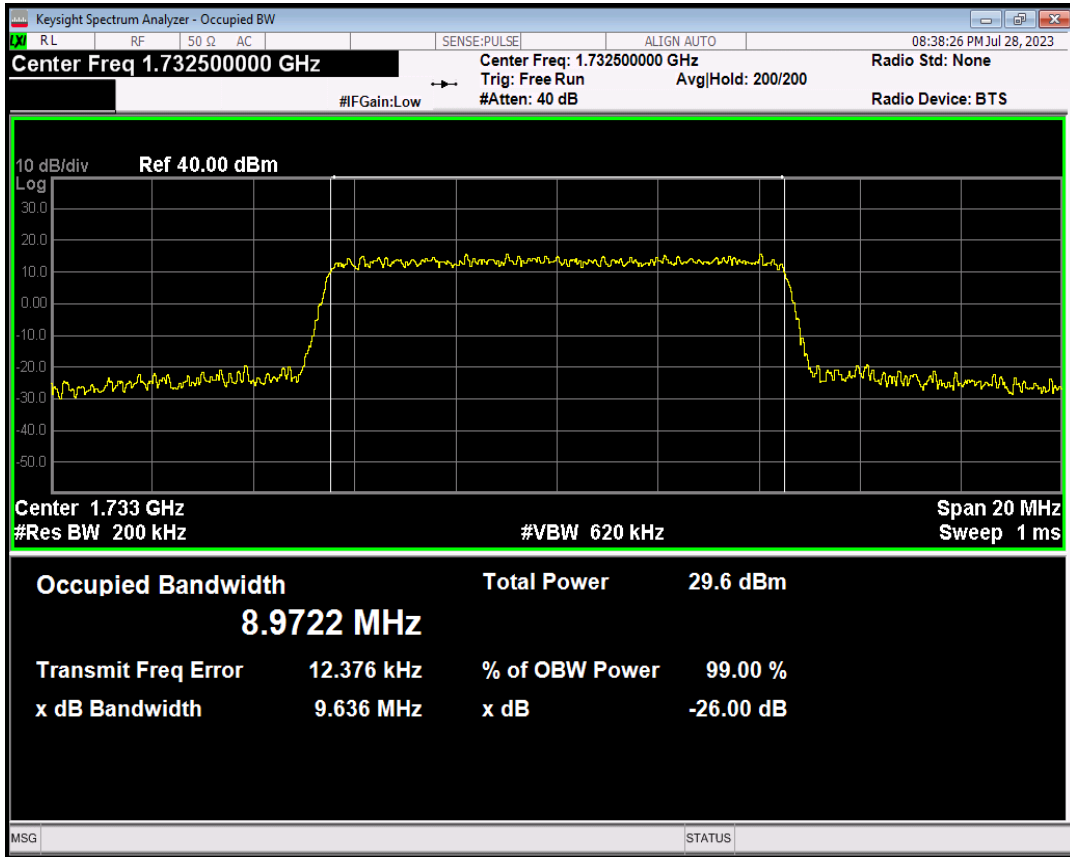 Keysight Spectrum Analyzer - Occupied BW
LXI RL RF 50 Ω AC SENSE:PULSE ALIGN AUTO 08:38:26 PM Jul 28, 2023
Center Freq 1.732500000 GHz Center Freq: 1.732500000 GHz Radio Std: None
Trig: Free Run Avg|Hold: 200/200
#IFGain:Low #Atten: 40 dB Radio Device: BTS
10 dB/div Ref 40.00 dBm
Log
30.0
20.0
10.0
0.00
-10.0
-20.0
-30.0
-40.0
-50.0
Center 1.733 GHz Span 20 MHz
#Res BW 200 kHz #VBW 620 kHz Sweep 1 ms
Occupied Bandwidth Total Power 29.6 dBm
8.9722 MHz
Transmit Freq Error 12.376 kHz % of OBW Power 99.00 %
x dB Bandwidth 9.636 MHz x dB -26.00 dB
MSG STATUS